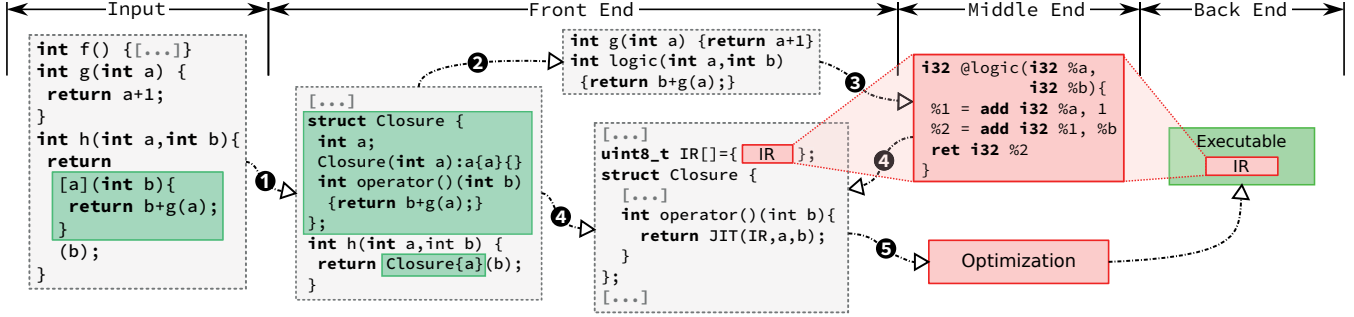 Input
Front End
Middle End
Back End
int f() {[...]}
int g(int a) {
return a+1;
}
int h(int a,int b){
return
[a](int b){
return b+g(a);
}
(b);
}
1
[...]
struct Closure {
int a;
Closure(int a):a{a}{}
int operator()(int b)
{return b+g(a);}
};
int h(int a,int b) {
return Closure{a}(b);
}
2
int g(int a) {return a+1}
int logic(int a,int b)
{return b+g(a);}
3
4
[...]
uint8_t IR[]={ IR };
struct Closure {
[...]
int operator()(int b){
return JIT(IR,a,b);
}
};
[...]
i32 @logic(i32 %a,
i32 %b){
%1 = add i32 %a, 1
%2 = add i32 %1, %b
ret i32 %2
}
4
5
Optimization
Executable
IR